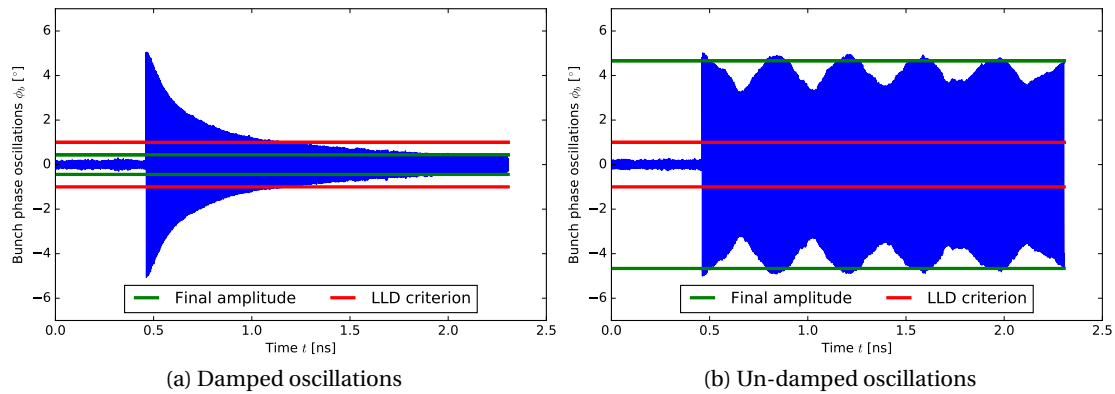 Bunch phase oscillations ϕ_b [°]
6
4
2
0
−2
−4
−6
Final amplitude
LLD criterion
0.0 0.5 1.0 1.5 2.0 2.5
Time t [ns]
(a) Damped oscillations
Bunch phase oscillations ϕ_b [°]
6
4
2
0
−2
−4
−6
Final amplitude
LLD criterion
0.0 0.5 1.0 1.5 2.0 2.5
Time t [ns]
(b) Un-damped oscillations